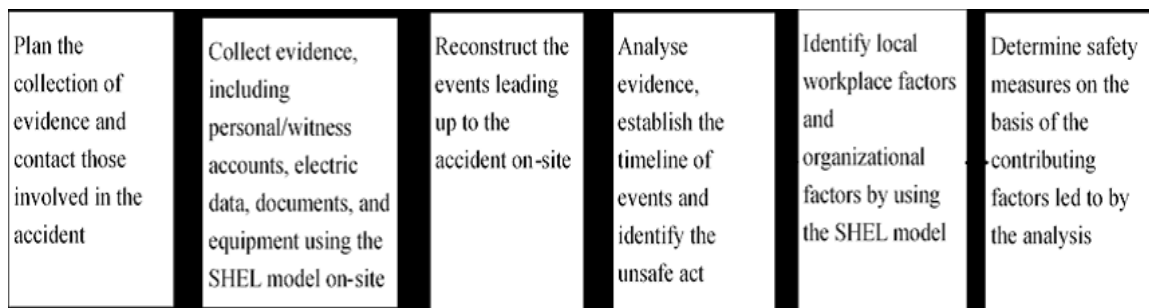 Plan the
collection of
evidence and
contact those
involved in the
accident
Collect evidence,
including
personal/witness
accounts, electric
data, documents, and
equipment using the
SHEL model on-site
Reconstruct the
events leading
up to the
accident on-site
Analyse
evidence,
establish the
timeline of
events and
identify the
unsafe act
Identify local
workplace factors
and
organizational
factors by using
the SHEL model
Determine safety
measures on the
basis of the
contributing
factors led to by
the analysis